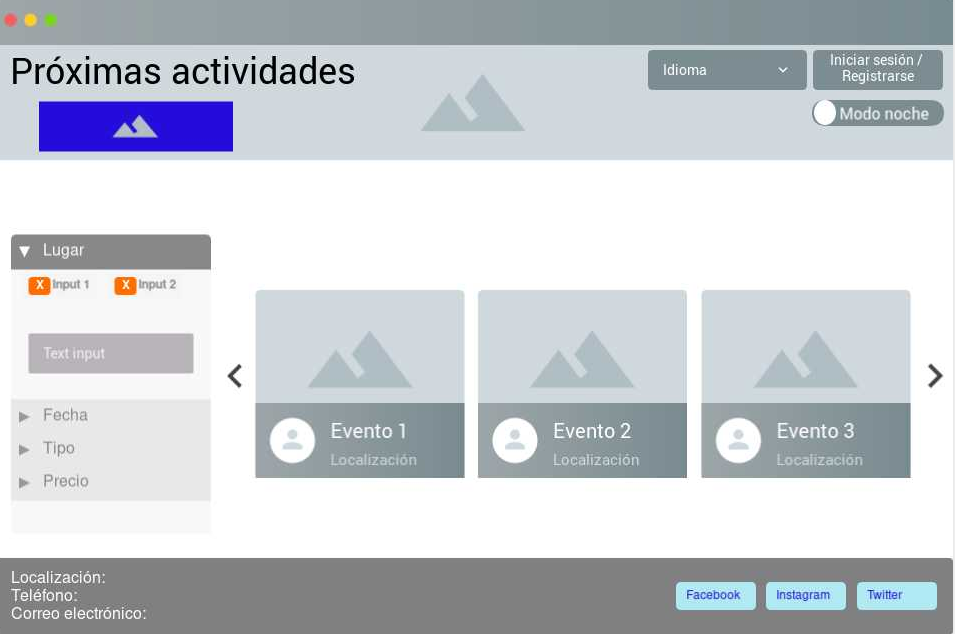 Próximas actividades
Idioma
Iniciar sesión /
Registrarse
Modo noche
Lugar
X Input 1 X Input 2
Text input
Fecha
Tipo
Precio
Evento 1
Localización
Evento 2
Localización
Evento 3
Localización
Localización:
Teléfono:
Correo electrónico:
Facebook Instagram Twitter